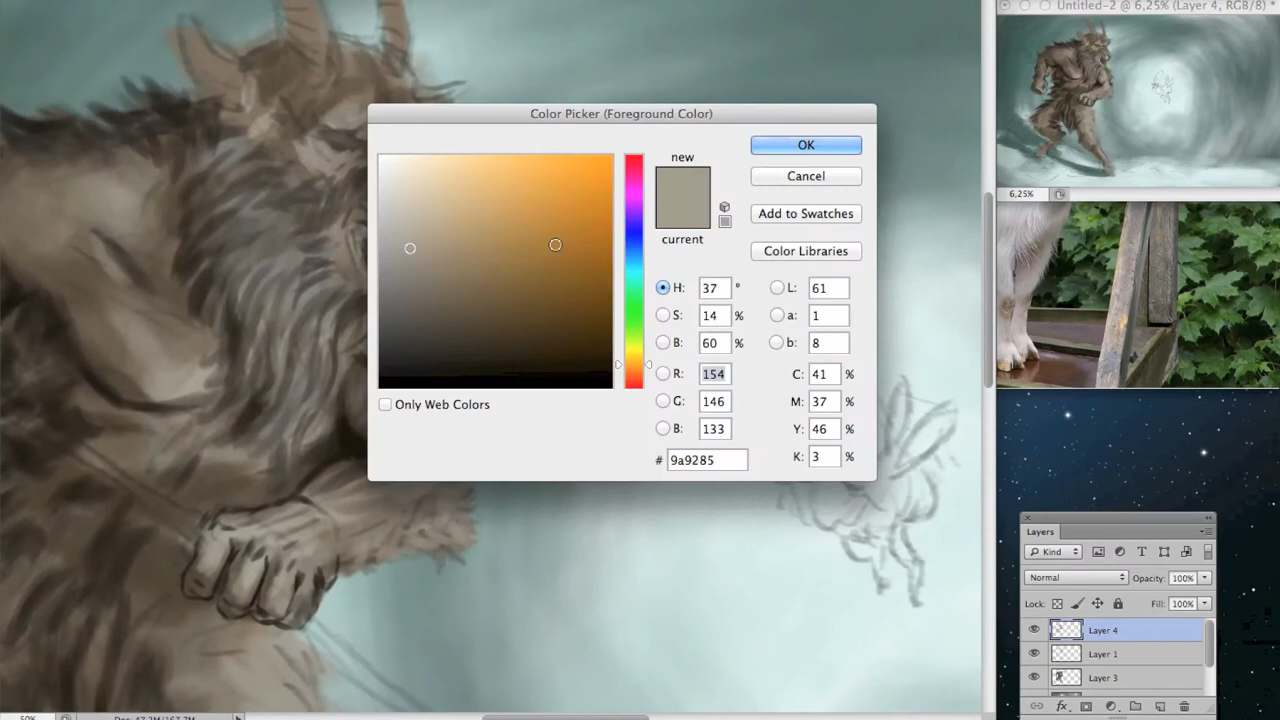 Untitled-2 @ 6,25% (Layer 4, RGB/8) *
Color Picker (Foreground Color)
new
current
OK
Cancel
Add to Swatches
Color Libraries
H: 37 °
S: 14 %
B: 60 %
R: 154
G: 146
B: 133
# 9a9285
L: 61
a: 1
b: 8
C: 41 %
M: 37 %
Y: 46 %
K: 3 %
Only Web Colors
6,25%
Layers
Kind
T
Normal
Opacity: 100%
Lock:
Fill: 100%
Layer 4
Layer 1
Layer 3
fx.